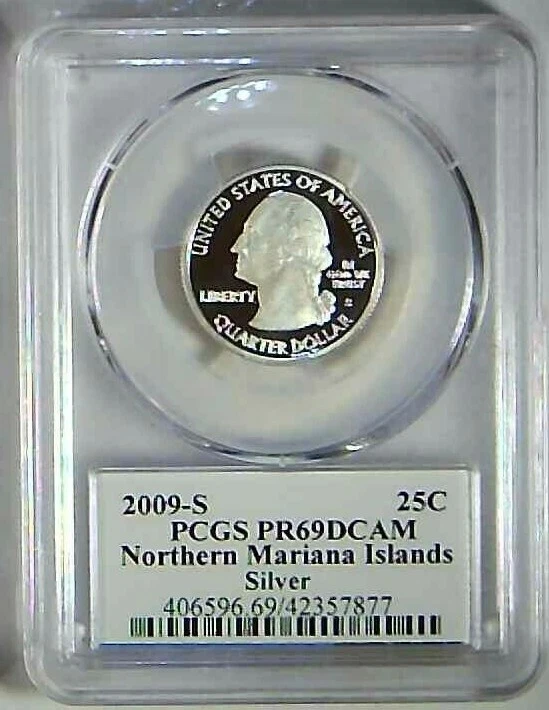 UNITED STATES OF AMERICA
IN
GOD WE
TRUST
LIBERTY
S
QUARTER DOLLAR
2009-S 25C
PCGS PR69DCAM
Northern Mariana Islands
Silver
406596.69/42357877